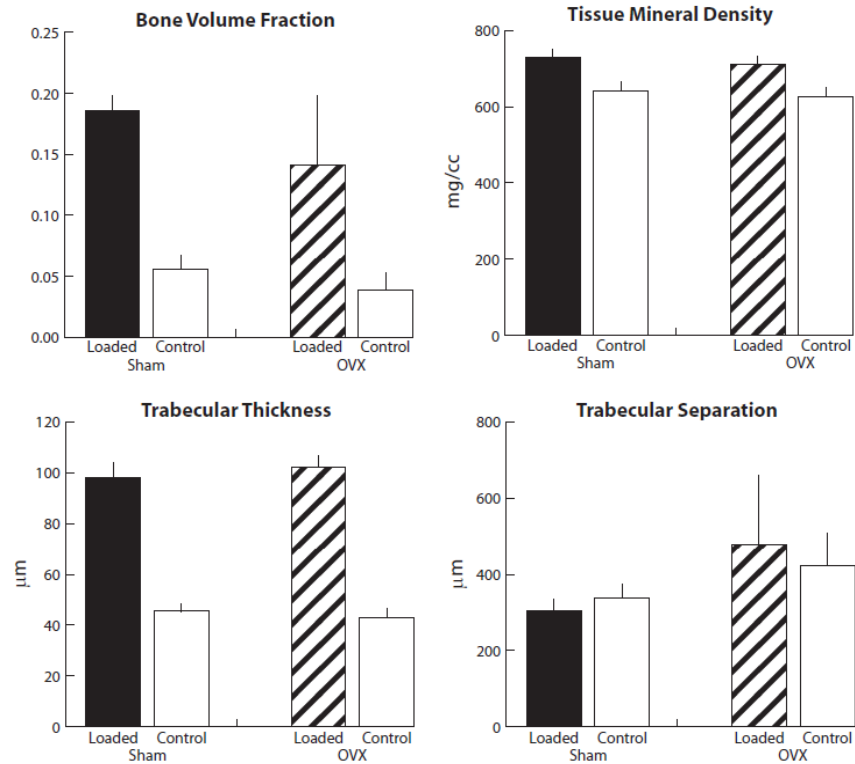 Bone Volume Fraction
0.25
0.20
0.15
0.10
0.05
0.00
Loaded Control Loaded Control
Sham OVX
Tissue Mineral Density
mg/cc
800
600
400
200
0
Loaded Control Loaded Control
Sham OVX
Trabecular Thickness
μm
120
100
80
60
40
20
0
Loaded Control Loaded Control
Sham OVX
Trabecular Separation
μm
800
600
400
200
0
Loaded Control Loaded Control
Sham OVX